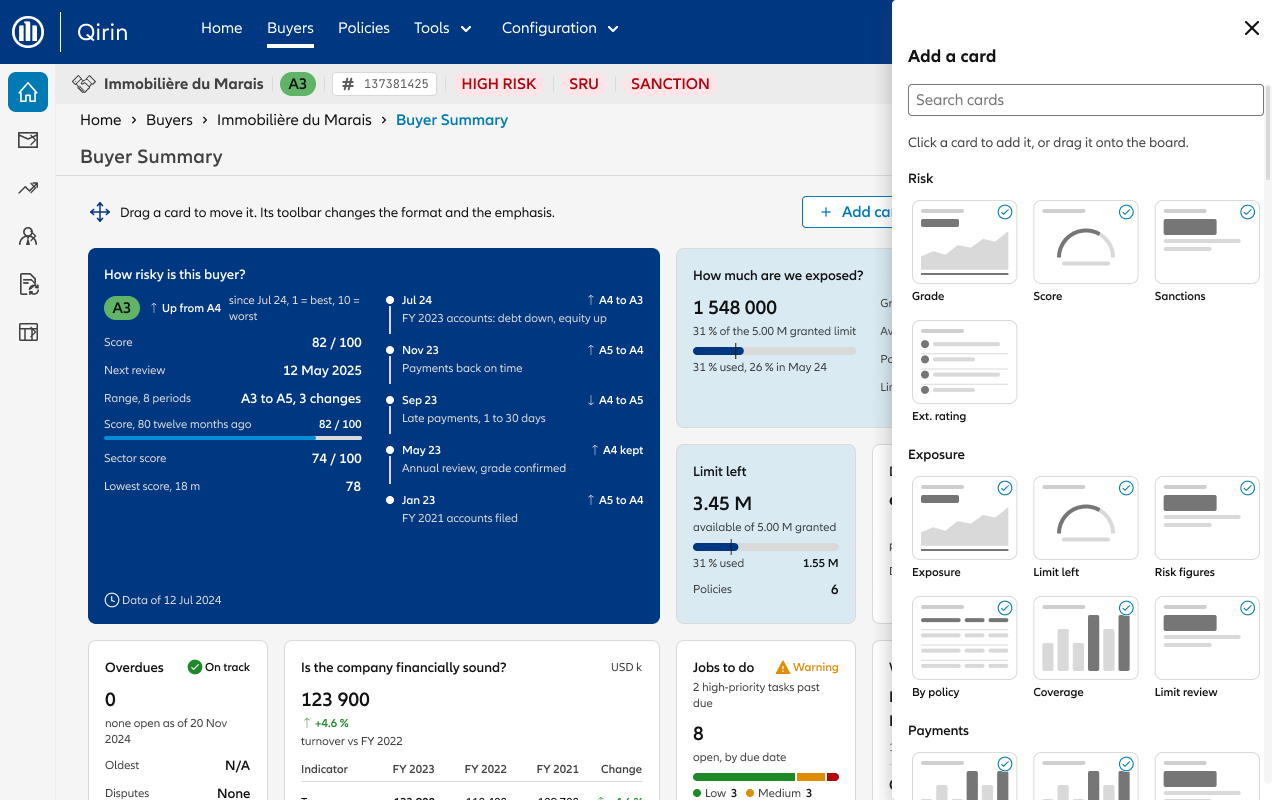 Qirin
Home
Buyers
Policies
Tools
Configuration
Immobilière du Marais
A3
# 137381425
HIGH RISK
SRU
SANCTION
Home › Buyers › Immobilière du Marais › Buyer Summary
Buyer Summary
Drag a card to move it. Its toolbar changes the format and the emphasis.
+ Add
How risky is this buyer?
A3
↑ Up from A4
since Jul 24, 1 = best, 10 =
worst
Score 82 / 100
Next review 12 May 2025
Range, 8 periods A3 to A5, 3 changes
Score, 80 twelve months ago 82 / 100
Sector score 74 / 100
Lowest score, 18 m 78
Jul 24 ↑ A4 to A3
FY 2023 accounts: debt down, equity up
Nov 23 ↑ A5 to A4
Payments back on time
Sep 23 ↓ A4 to A5
Late payments, 1 to 30 days
May 23 ↑ A4 kept
Annual review, grade confirmed
Jan 23 ↑ A5 to A4
FY 2021 accounts filed
Data of 12 Jul 2024
How much are we exposed?
1 548 000
31 % of the 5.00 M granted limit
31 % used, 26 % in May 24
Limit left
3.45 M
available of 5.00 M granted
31 % used 1.55 M
Policies 6
Overdues
On track
0
none open as of 20 Nov
2024
Oldest N/A
Disputes None
Is the company financially sound?
USD k
123 900
↑ +4.6 %
turnover vs FY 2022
Indicator FY 2023 FY 2022 FY 2021 Change
Jobs to do
Warning
2 high-priority tasks past
due
8
open, by due date
Low 3 Medium 3
Add a card
Search cards
Click a card to add it, or drag it onto the board.
Risk
Grade
Score
Sanctions
Ext. rating
Exposure
Exposure
Limit left
Risk figures
By policy
Coverage
Limit review
Payments